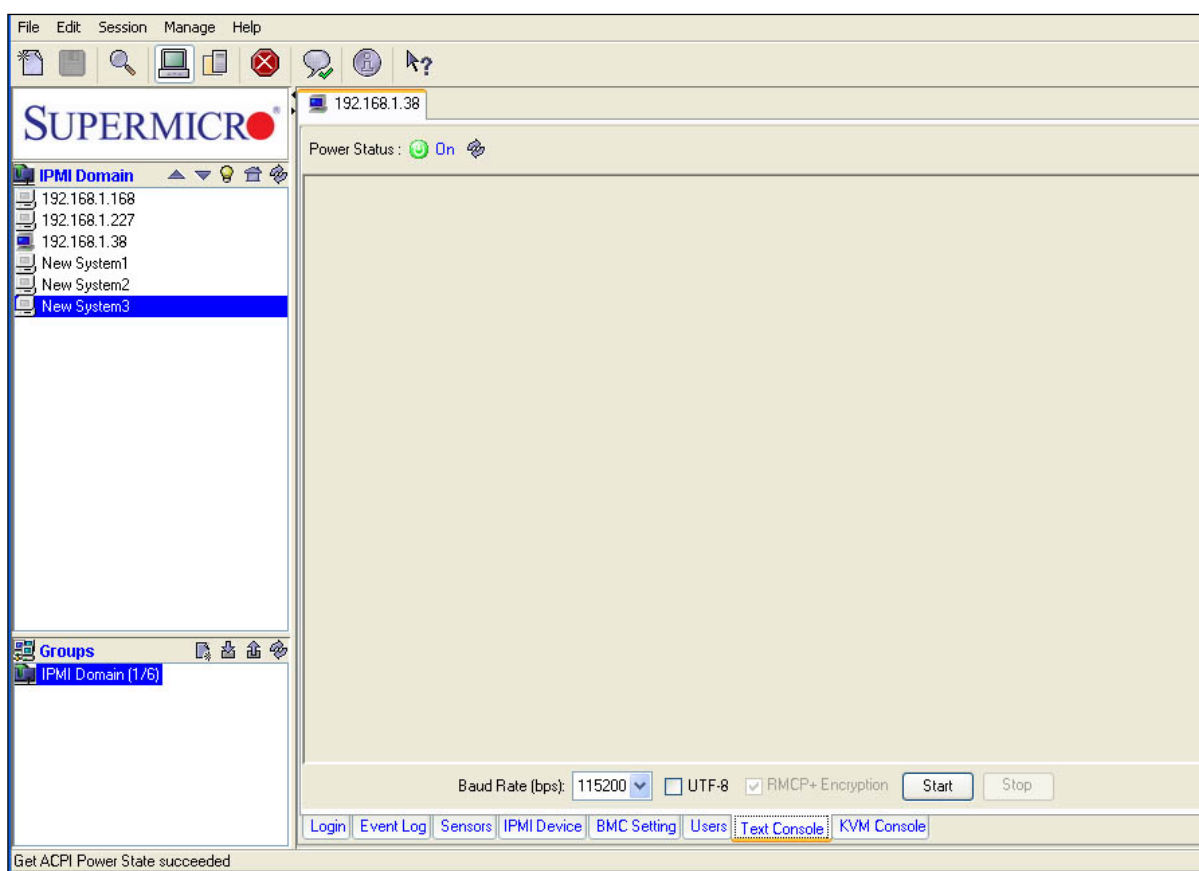 File Edit Session Manage Help
SUPERMICRO
192.168.1.38
Power Status : On
IPMI Domain
192.168.1.168
192.168.1.227
192.168.1.38
New System1
New System2
New System3
Groups
IPMI Domain (1/6)
Baud Rate (bps): 115200 UTF-8 RMCP+ Encryption Start Stop
Login Event Log Sensors IPMI Device BMC Setting Users Text Console KVM Console
Get ACPI Power State succeeded